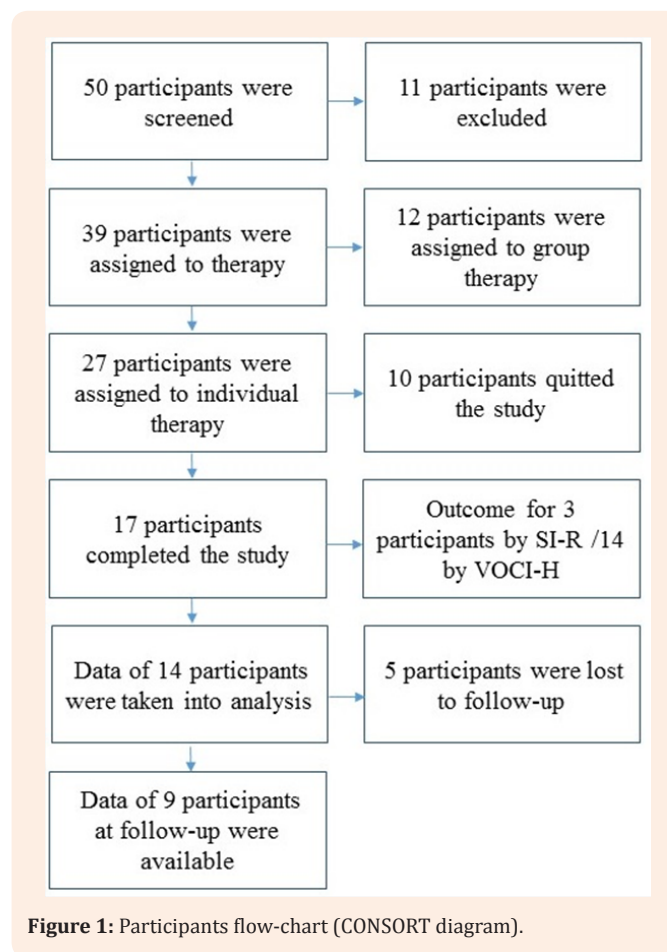 50 participants were
screened
11 participants were
excluded
39 participants were
assigned to therapy
12 participants were
assigned to group
therapy
27 participants were
assigned to individual
therapy
10 participants quitted
the study
17 participants
completed the study
Outcome for 3
participants by SI-R /14
by VOCI-H
Data of 14 participants
were taken into analysis
5 participants were lost
to follow-up
Data of 9 participants
at follow-up were
available
Figure 1: Participants flow-chart (CONSORT diagram).